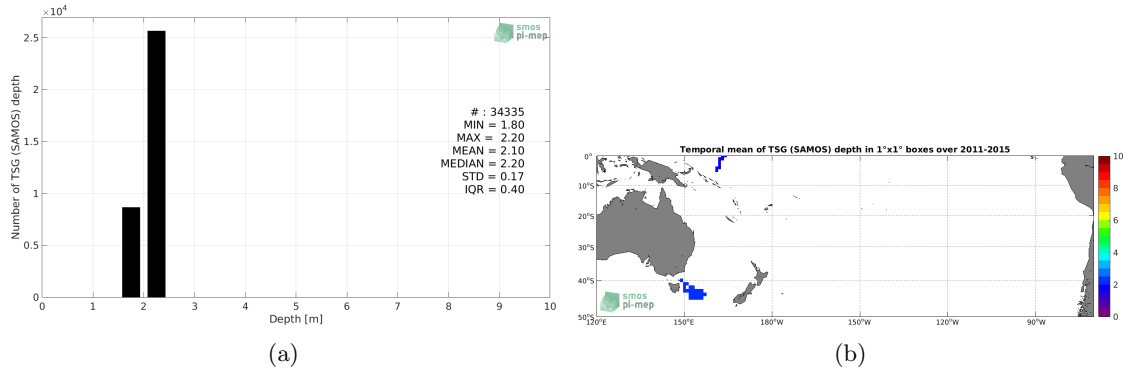 ×10⁴
2.5
2
1.5
1
0.5
0
0 1 2 3 4 5 6 7 8 9 10
Number of TSG (SAMOS) depth
Depth [m]
smos
pi-mep
# : 34335
MIN = 1.80
MAX = 2.20
MEAN = 2.10
MEDIAN = 2.20
STD = 0.17
IQR = 0.40
(a)
Temporal mean of TSG (SAMOS) depth in 1°x1° boxes over 2011-2015
0°
10°S
20°S
30°S
40°S
50°S
120°E 150°E 180°W 150°W 120°W 90°W
smos
pi-mep
10
8
6
4
2
0
(b)